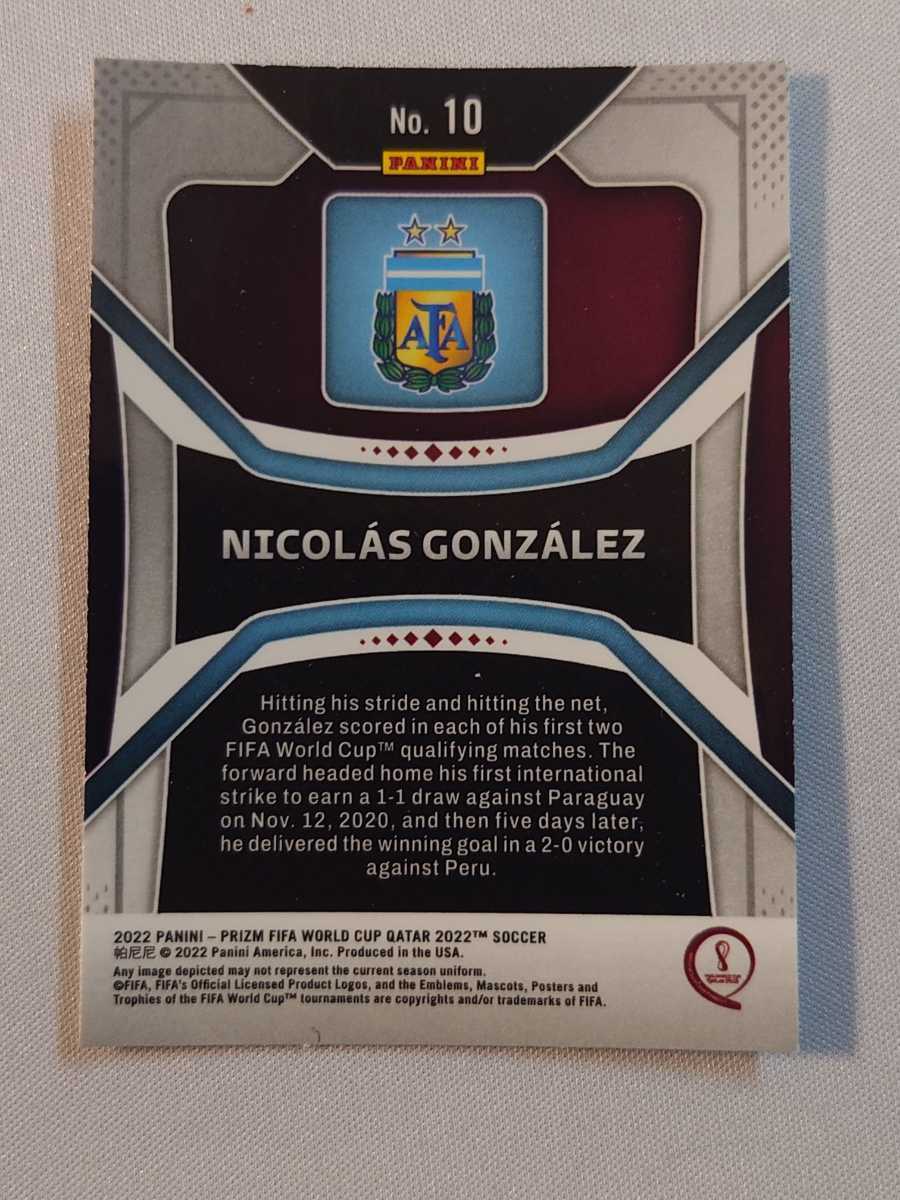 No. 10
PANINI
AFA
NICOLÁS GONZÁLEZ
Hitting his stride and hitting the net,
González scored in each of his first two
FIFA World Cup™ qualifying matches. The
forward headed home his first international
strike to earn a 1-1 draw against Paraguay
on Nov. 12, 2020, and then five days later,
he delivered the winning goal in a 2-0 victory
against Peru.
2022 PANINI – PRIZM FIFA WORLD CUP QATAR 2022™ SOCCER
帕尼尼 © 2022 Panini America, Inc. Produced in the USA.
Any image depicted may not represent the current season uniform.
©FIFA, FIFA's Official Licensed Product Logos, and the Emblems, Mascots, Posters and
Trophies of the FIFA World Cup™ tournaments are copyrights and/or trademarks of FIFA.